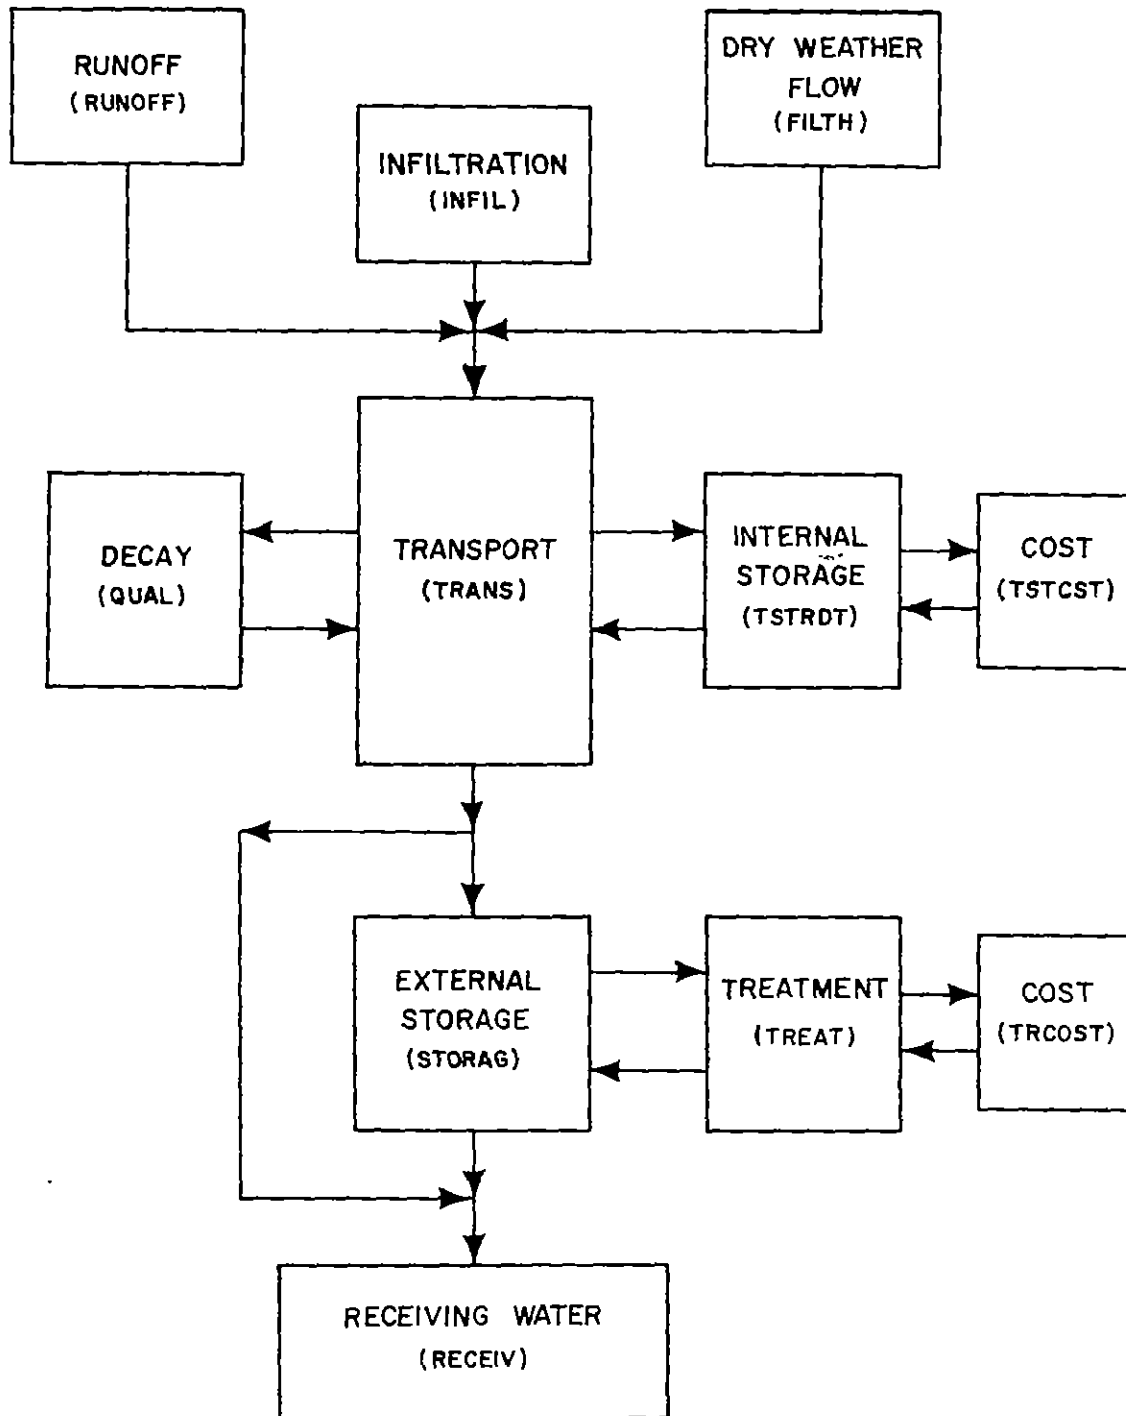 RUNOFF
(RUNOFF)
DRY WEATHER
FLOW
(FILTH)
INFILTRATION
(INFIL)
DECAY
(QUAL)
TRANSPORT
(TRANS)
INTERNAL
STORAGE
(TSTRDT)
COST
(TSTCST)
EXTERNAL
STORAGE
(STORAG)
TREATMENT
(TREAT)
COST
(TRCOST)
RECEIVING WATER
(RECEIV)